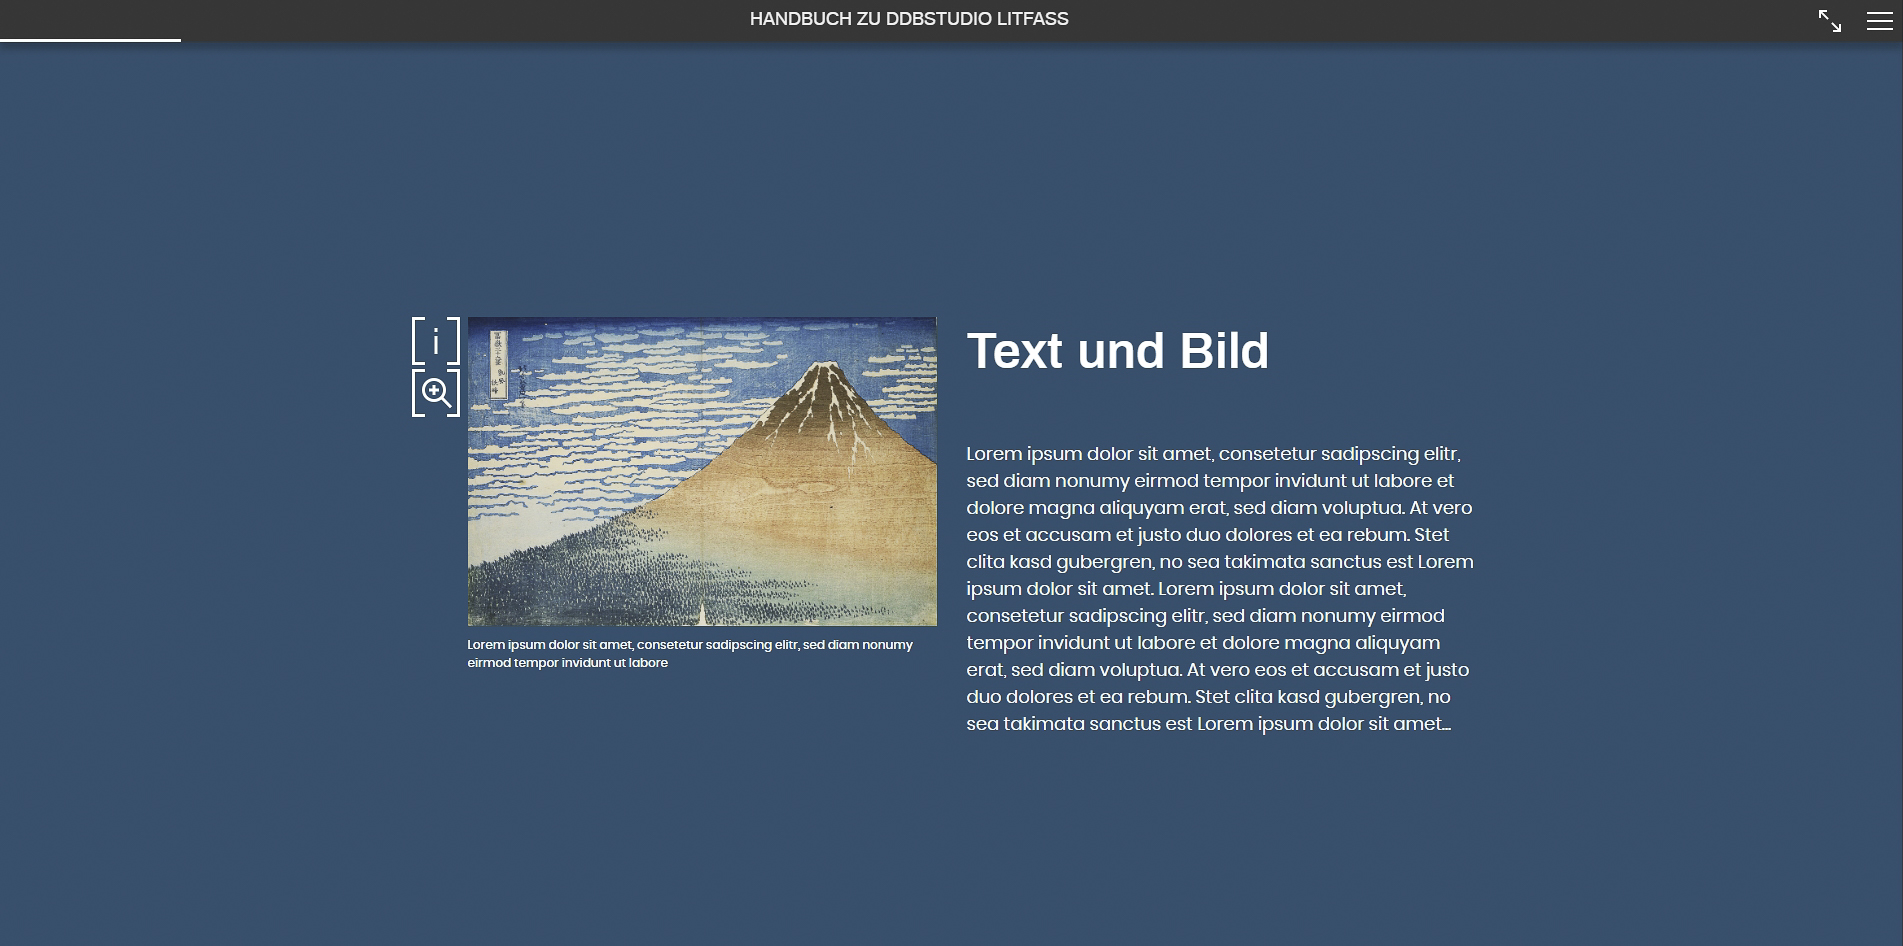 HANDBUCH ZU DDBSTUDIO LITFASS
i
Text und Bild
Lorem ipsum dolor sit amet, consetetur sadipscing elitr,
sed diam nonumy eirmod tempor invidunt ut labore et
dolore magna aliquyam erat, sed diam voluptua. At vero
eos et accusam et justo duo dolores et ea rebum. Stet
clita kasd gubergren, no sea takimata sanctus est Lorem
ipsum dolor sit amet. Lorem ipsum dolor sit amet,
consetetur sadipscing elitr, sed diam nonumy eirmod
tempor invidunt ut labore et dolore magna aliquyam
erat, sed diam voluptua. At vero eos et accusam et justo
duo dolores et ea rebum. Stet clita kasd gubergren, no
sea takimata sanctus est Lorem ipsum dolor sit amet...
Lorem ipsum dolor sit amet, consetetur sadipscing elitr, sed diam nonumy
eirmod tempor invidunt ut labore